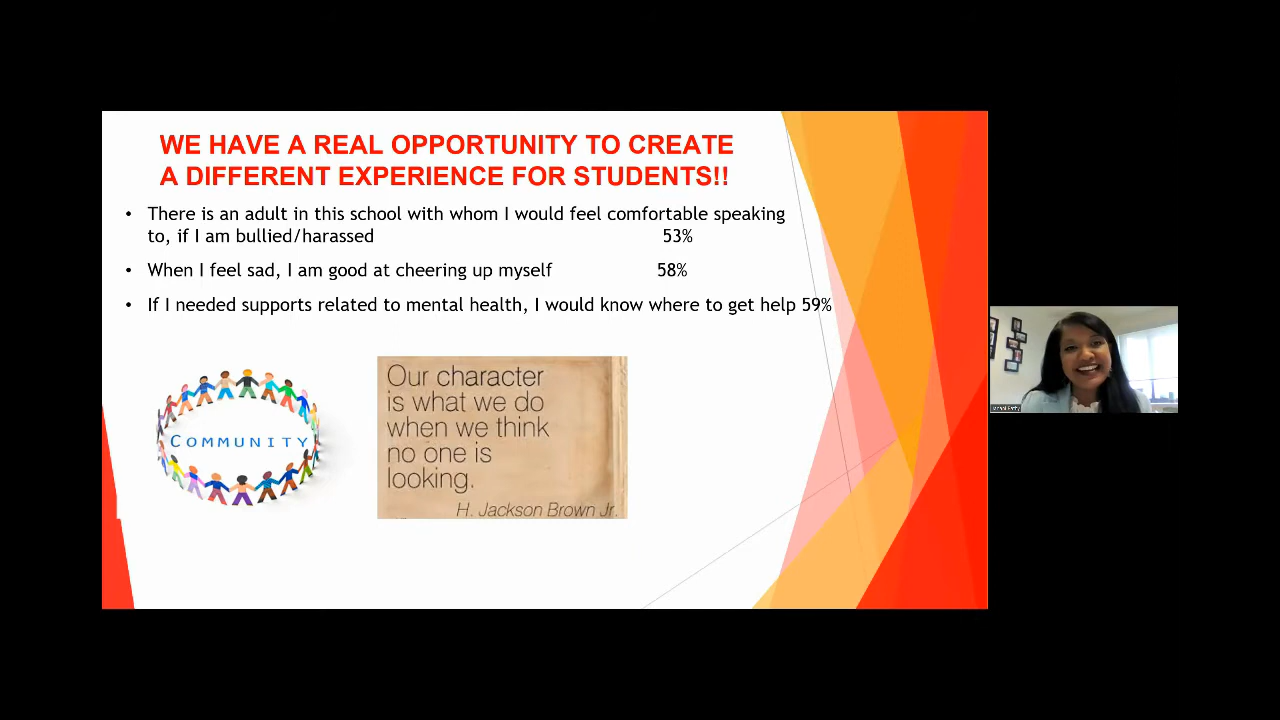 WE HAVE A REAL OPPORTUNITY TO CREATE
A DIFFERENT EXPERIENCE FOR STUDENTS!!
• There is an adult in this school with whom I would feel comfortable speaking
to, if I am bullied/harassed 53%
• When I feel sad, I am good at cheering up myself 58%
• If I needed supports related to mental health, I would know where to get help 59%
COMMUNITY
Our character
is what we do
when we think
no one is
looking.
H. Jackson Brown Jr.